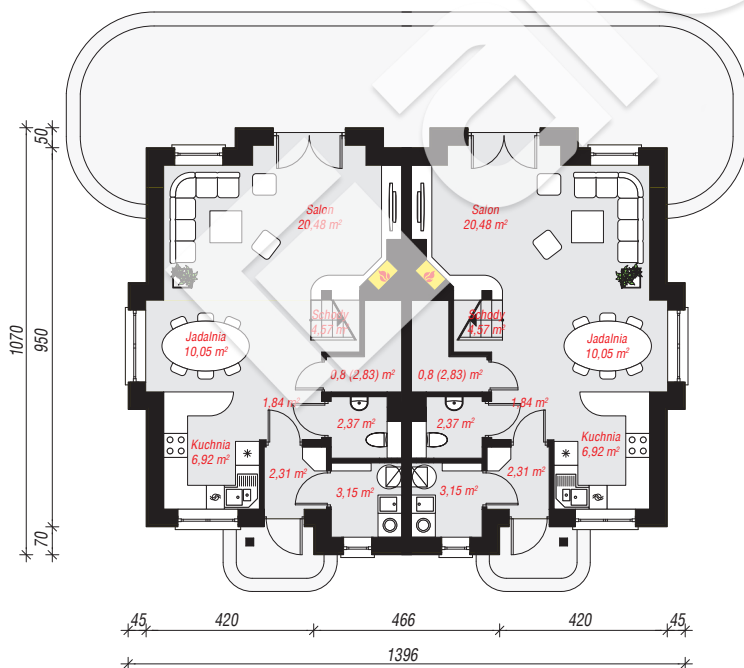 50
Salon
20,48 m²
Salon
20,48 m²
Schody
4,57 m²
Schody
4,57 m²
1070
950
Jadalnia
10,05 m²
Jadalnia
10,05 m²
0,8 (2,83) m²
0,8 (2,83) m²
1,84 m²
1,84 m²
2,37 m²
2,37 m²
Kuchnia
6,92 m²
Kuchnia
6,92 m²
2,31 m²
2,31 m²
3,15 m²
3,15 m²
70
45
420
466
420
45
1396